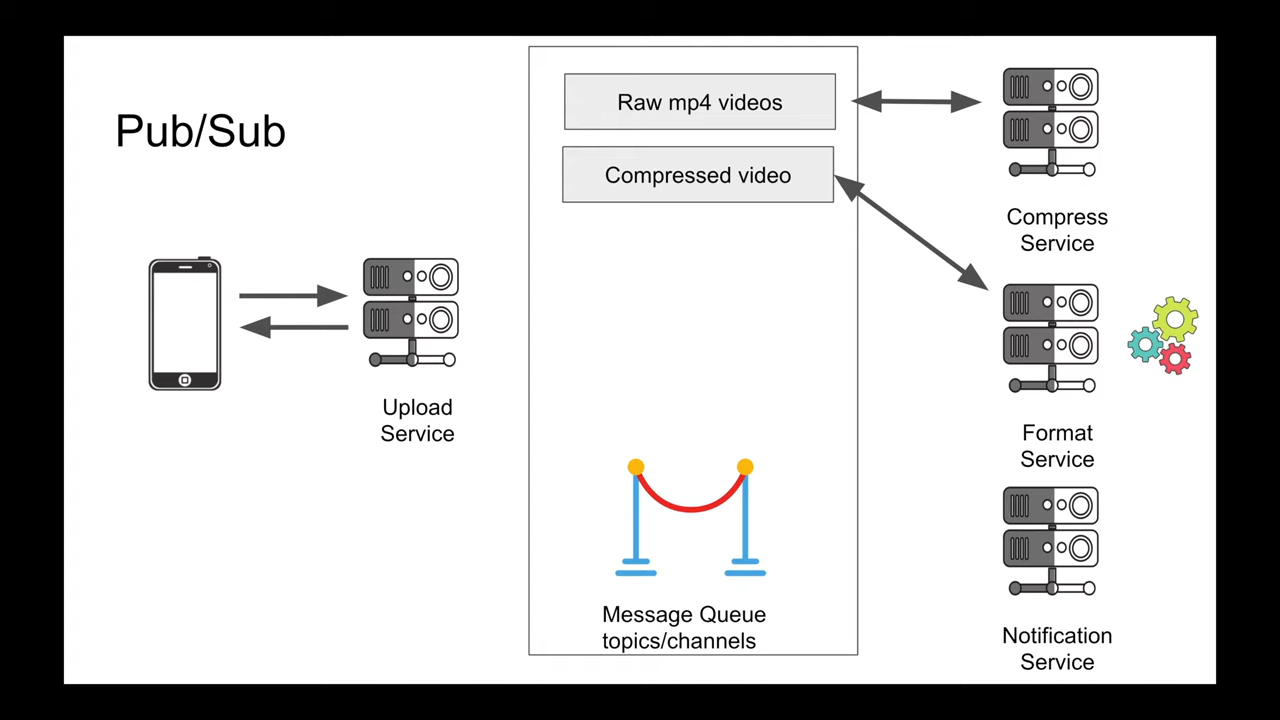 Pub/Sub
Raw mp4 videos
Compressed video
Upload
Service
Message Queue
topics/channels
Compress
Service
Format
Service
Notification
Service